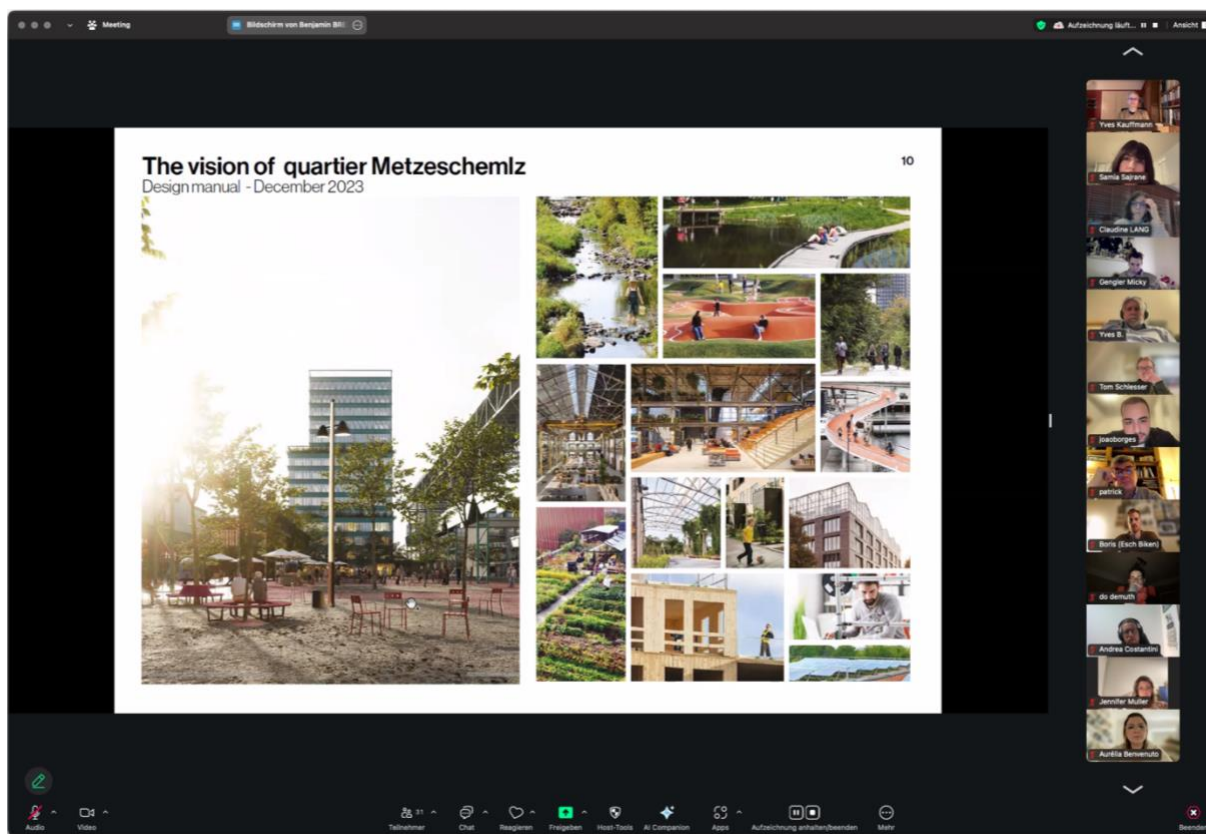 Meeting
Bildschirm von Benjamin BRE
Aufzeichnung läuft...
Ansicht
The vision of quartier Metzeschemlz
10
Design manual - December 2023
Yves Kauffmann
Samia Sajrane
Claudine LANG
Gengler Micky
Yves B.
Tom Schlesser
joaoborges
patrick
Boris (Esch Biken)
do demuth
Andrea Costantini
Jennifer Muller
Aurélia Benvenuto
Audio
Video
31
Teilnehmer
Chat
Reagieren
Freigeben
Host-Tools
AI Companion
Apps
Aufzeichnung anhalten/beenden
Mehr
Beenden